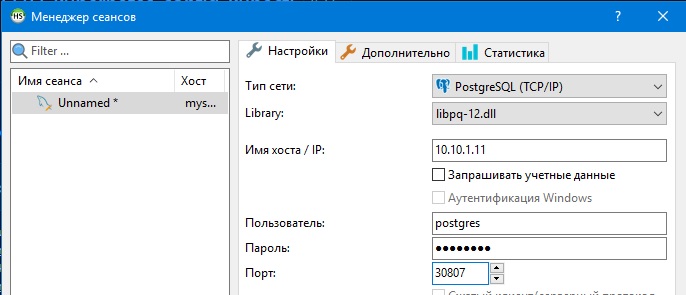 HS Менеджер сеансов
Filter ...
Имя сеанса Хост
Unnamed * mys...
Настройки Дополнительно Статистика
Тип сети: PostgreSQL (TCP/IP)
Library: libpq-12.dll
Имя хоста / IP: 10.10.1.11
Запрашивать учетные данные
Аутентификация Windows
Пользователь: postgres
Пароль: ●●●●●●●●
Порт: 30807